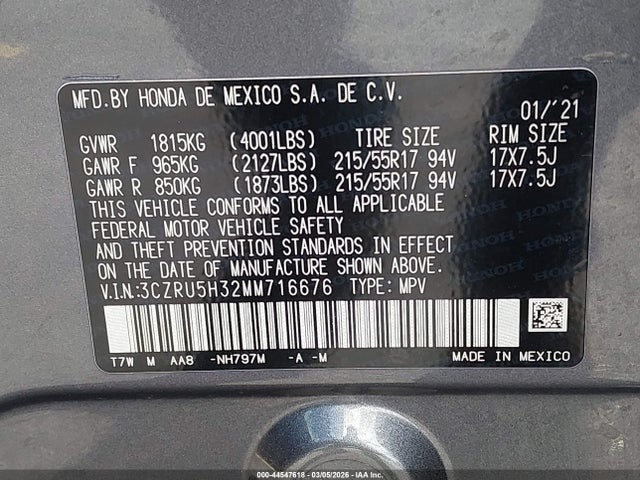 MFD.BY HONDA DE MEXICO S.A. DE C.V.
01/'21
GVWR 1815KG (4001LBS) TIRE SIZE RIM SIZE
GAWR F 965KG (2127LBS) 215/55R17 94V 17X7.5J
GAWR R 850KG (1873LBS) 215/55R17 94V 17X7.5J
THIS VEHICLE CONFORMS TO ALL APPLICABLE
FEDERAL MOTOR VEHICLE SAFETY
AND THEFT PREVENTION STANDARDS IN EFFECT
ON THE DATE OF MANUFACTURE SHOWN ABOVE.
V.I.N:3CZRU5H32MM716676 TYPE: MPV
T7W M AA8 -NH797M -A -M MADE IN MEXICO
000-44547618 - 03/05/2026 - IAAI